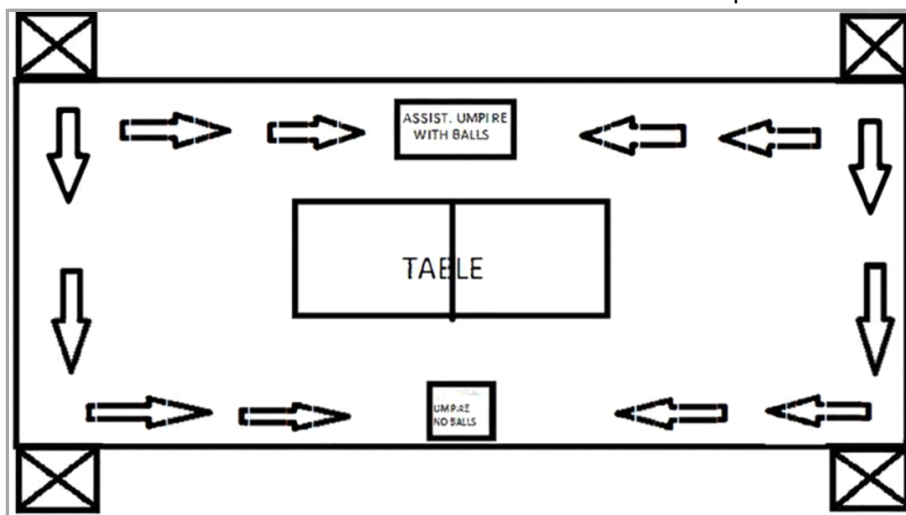 ASSIST. UMPIRE
WITH BALLS
TABLE
UMPIRE
NO BALLS